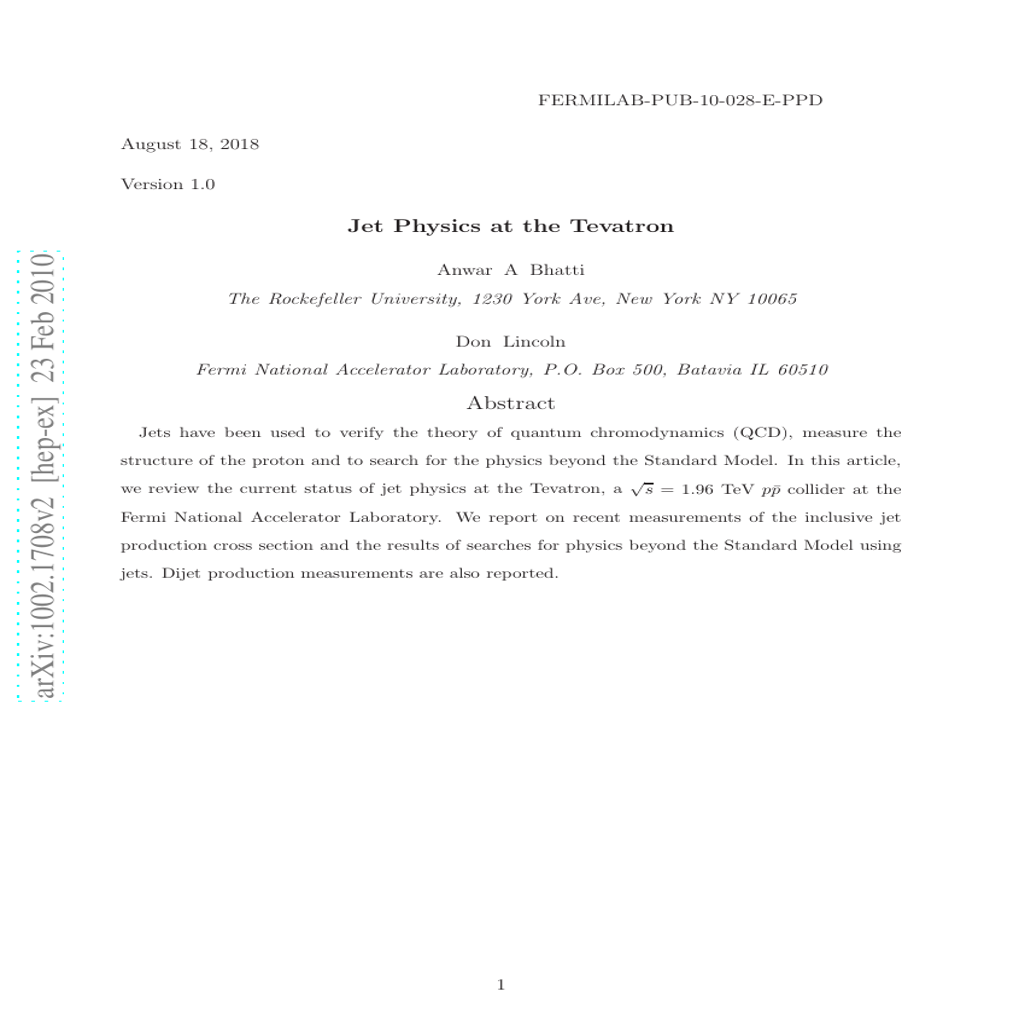 FERMILAB-PUB-10-028-E-PPD
August 18, 2018
Version 1.0
Jet Physics at the Tevatron
Anwar A Bhatti
The Rockefeller University, 1230 York Ave, New York NY 10065
Don Lincoln
Fermi National Accelerator Laboratory, P.O. Box 500, Batavia IL 60510
Abstract
Jets have been used to verify the theory of quantum chromodynamics (QCD), measure the
structure of the proton and to search for the physics beyond the Standard Model. In this article,
we review the current status of jet physics at the Tevatron, a √s = 1.96 TeV pp̄ collider at the
Fermi National Accelerator Laboratory. We report on recent measurements of the inclusive jet
production cross section and the results of searches for physics beyond the Standard Model using
jets. Dijet production measurements are also reported.
arXiv:1002.1708v2 [hep-ex] 23 Feb 2010
1